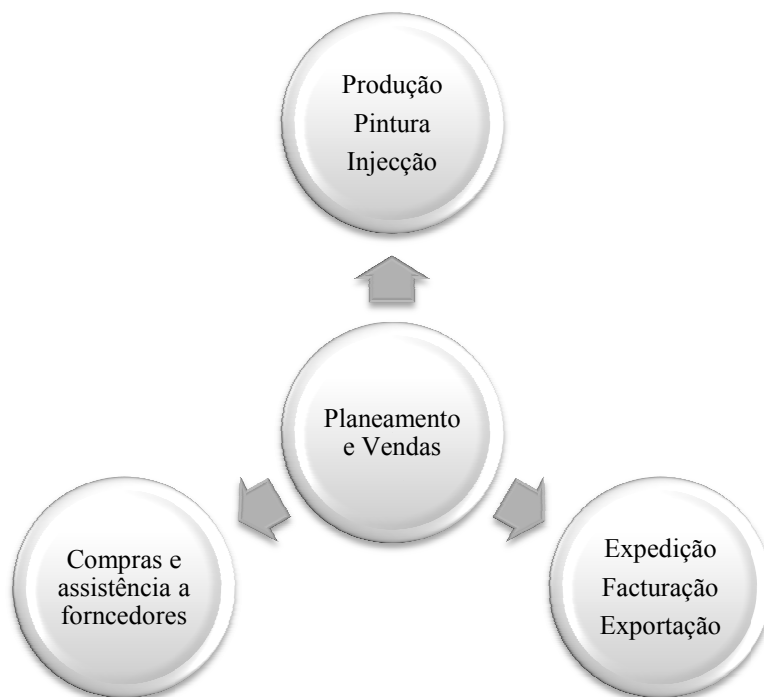 Produção
Pintura
Injecção
Planeamento
e Vendas
Compras e
assistência a
forncedores
Expedição
Facturação
Exportação